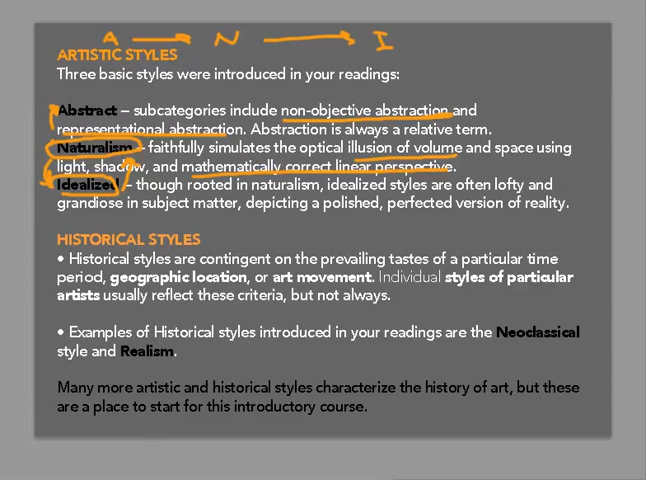 A → N → I
ARTISTIC STYLES
Three basic styles were introduced in your readings:
Abstract – subcategories include non-objective abstraction and
representational abstraction. Abstraction is always a relative term.
Naturalism - faithfully simulates the optical illusion of volume and space using
light, shadow, and mathematically correct linear perspective.
Idealized – though rooted in naturalism, idealized styles are often lofty and
grandiose in subject matter, depicting a polished, perfected version of reality.
HISTORICAL STYLES
• Historical styles are contingent on the prevailing tastes of a particular time
period, geographic location, or art movement. Individual styles of particular
artists usually reflect these criteria, but not always.
• Examples of Historical styles introduced in your readings are the Neoclassical
style and Realism.
Many more artistic and historical styles characterize the history of art, but these
are a place to start for this introductory course.